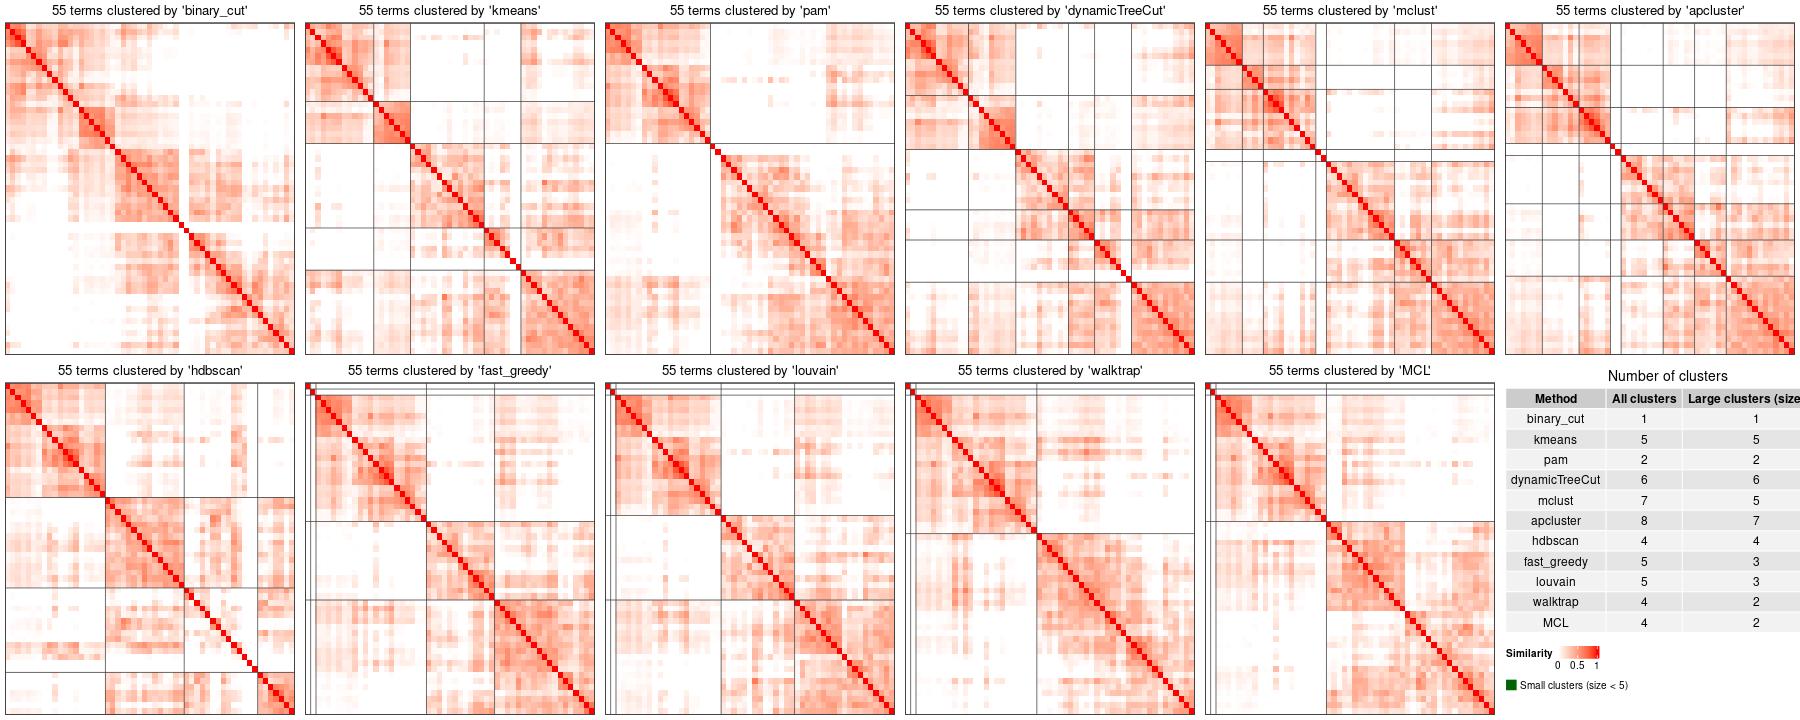 55 terms clustered by 'binary_cut'
55 terms clustered by 'kmeans'
55 terms clustered by 'pam'
55 terms clustered by 'dynamicTreeCut'
55 terms clustered by 'mclust'
55 terms clustered by 'apcluster'
55 terms clustered by 'hdbscan'
55 terms clustered by 'fast_greedy'
55 terms clustered by 'louvain'
55 terms clustered by 'walktrap'
55 terms clustered by 'MCL'
Number of clusters
Method All clusters Large clusters (size
binary_cut 1 1
kmeans 5 5
pam 2 2
dynamicTreeCut 6 6
mclust 7 5
apcluster 8 7
hdbscan 4 4
fast_greedy 5 3
louvain 5 3
walktrap 4 2
MCL 4 2
Similarity
0 0.5 1
Small clusters (size < 5)